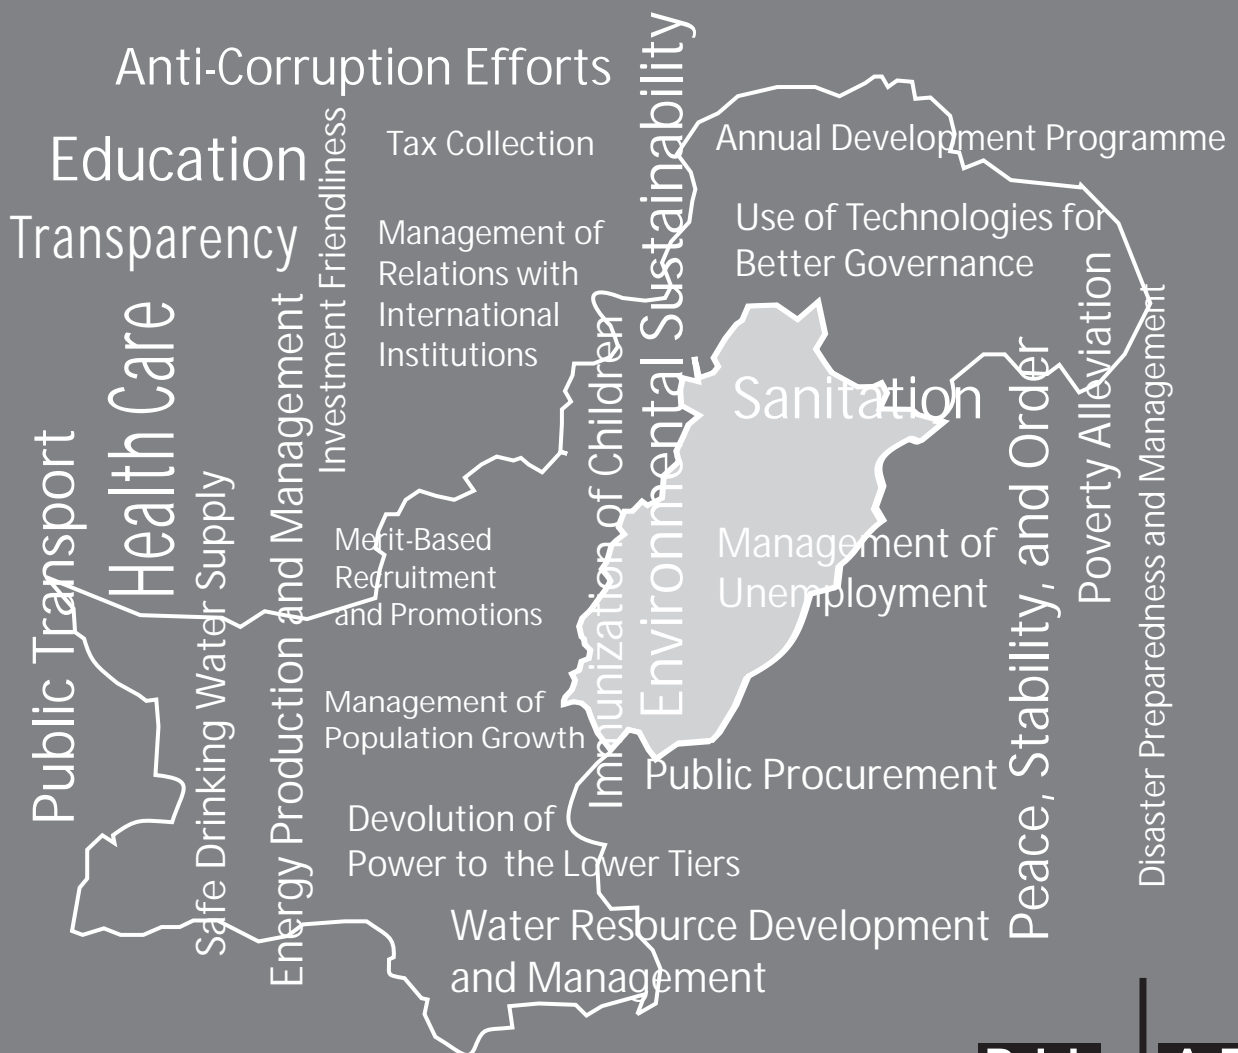 Anti-Corruption Efforts
Education
Tax Collection
Annual Development Programme
Transparency
Management of
Relations with
International
Institutions
Use of Technologies for
Better Governance
Investment Friendliness
Environmental Sustainability
Health Care
Public Transport
Safe Drinking Water Supply
Energy Production and Management
Immunization of Children
Sanitation
Peace, Stability, and Order
Poverty Alleviation
Disaster Preparedness and Management
Merit-Based
Recruitment
and Promotions
Management of
Unemployment
Management of
Population Growth
Public Procurement
Devolution of
Power to the Lower Tiers
Water Resource Development
and Management